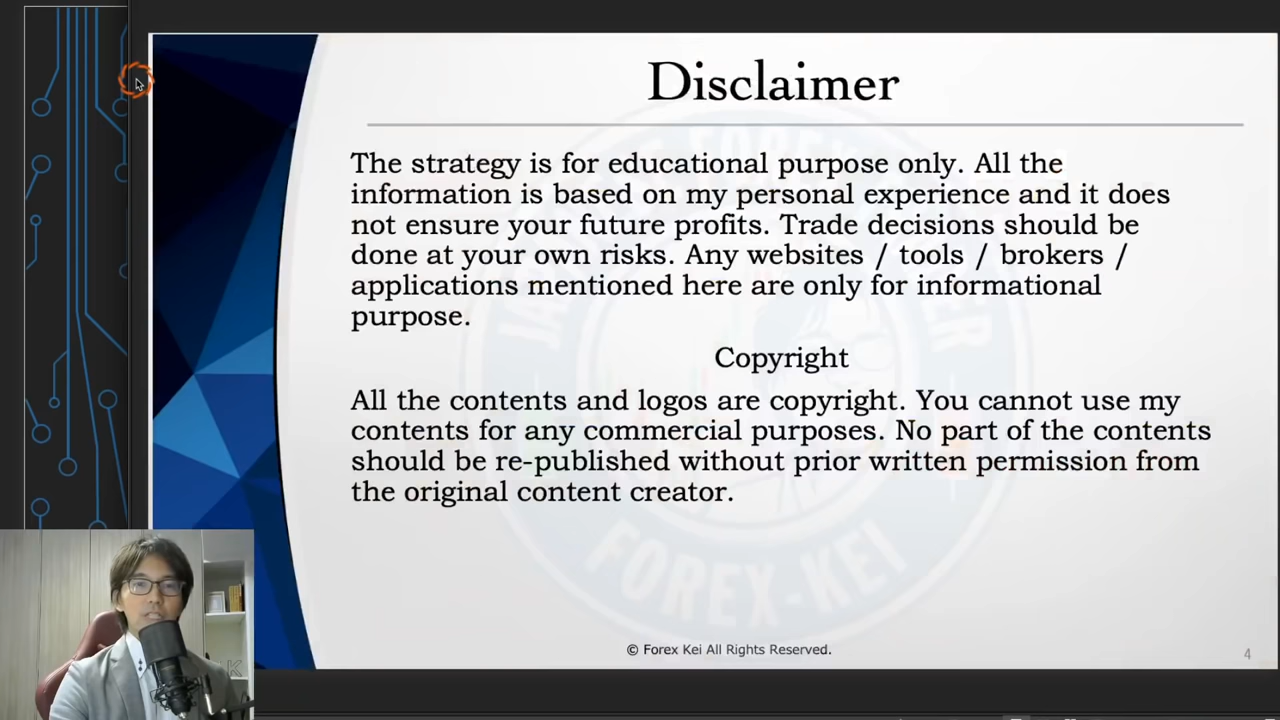 Disclaimer
The strategy is for educational purpose only. All the
information is based on my personal experience and it does
not ensure your future profits. Trade decisions should be
done at your own risks. Any websites / tools / brokers /
applications mentioned here are only for informational
purpose.
Copyright
All the contents and logos are copyright. You cannot use my
contents for any commercial purposes. No part of the contents
should be re-published without prior written permission from
the original content creator.
FOREX-KEI
© Forex Kei All Rights Reserved.
4